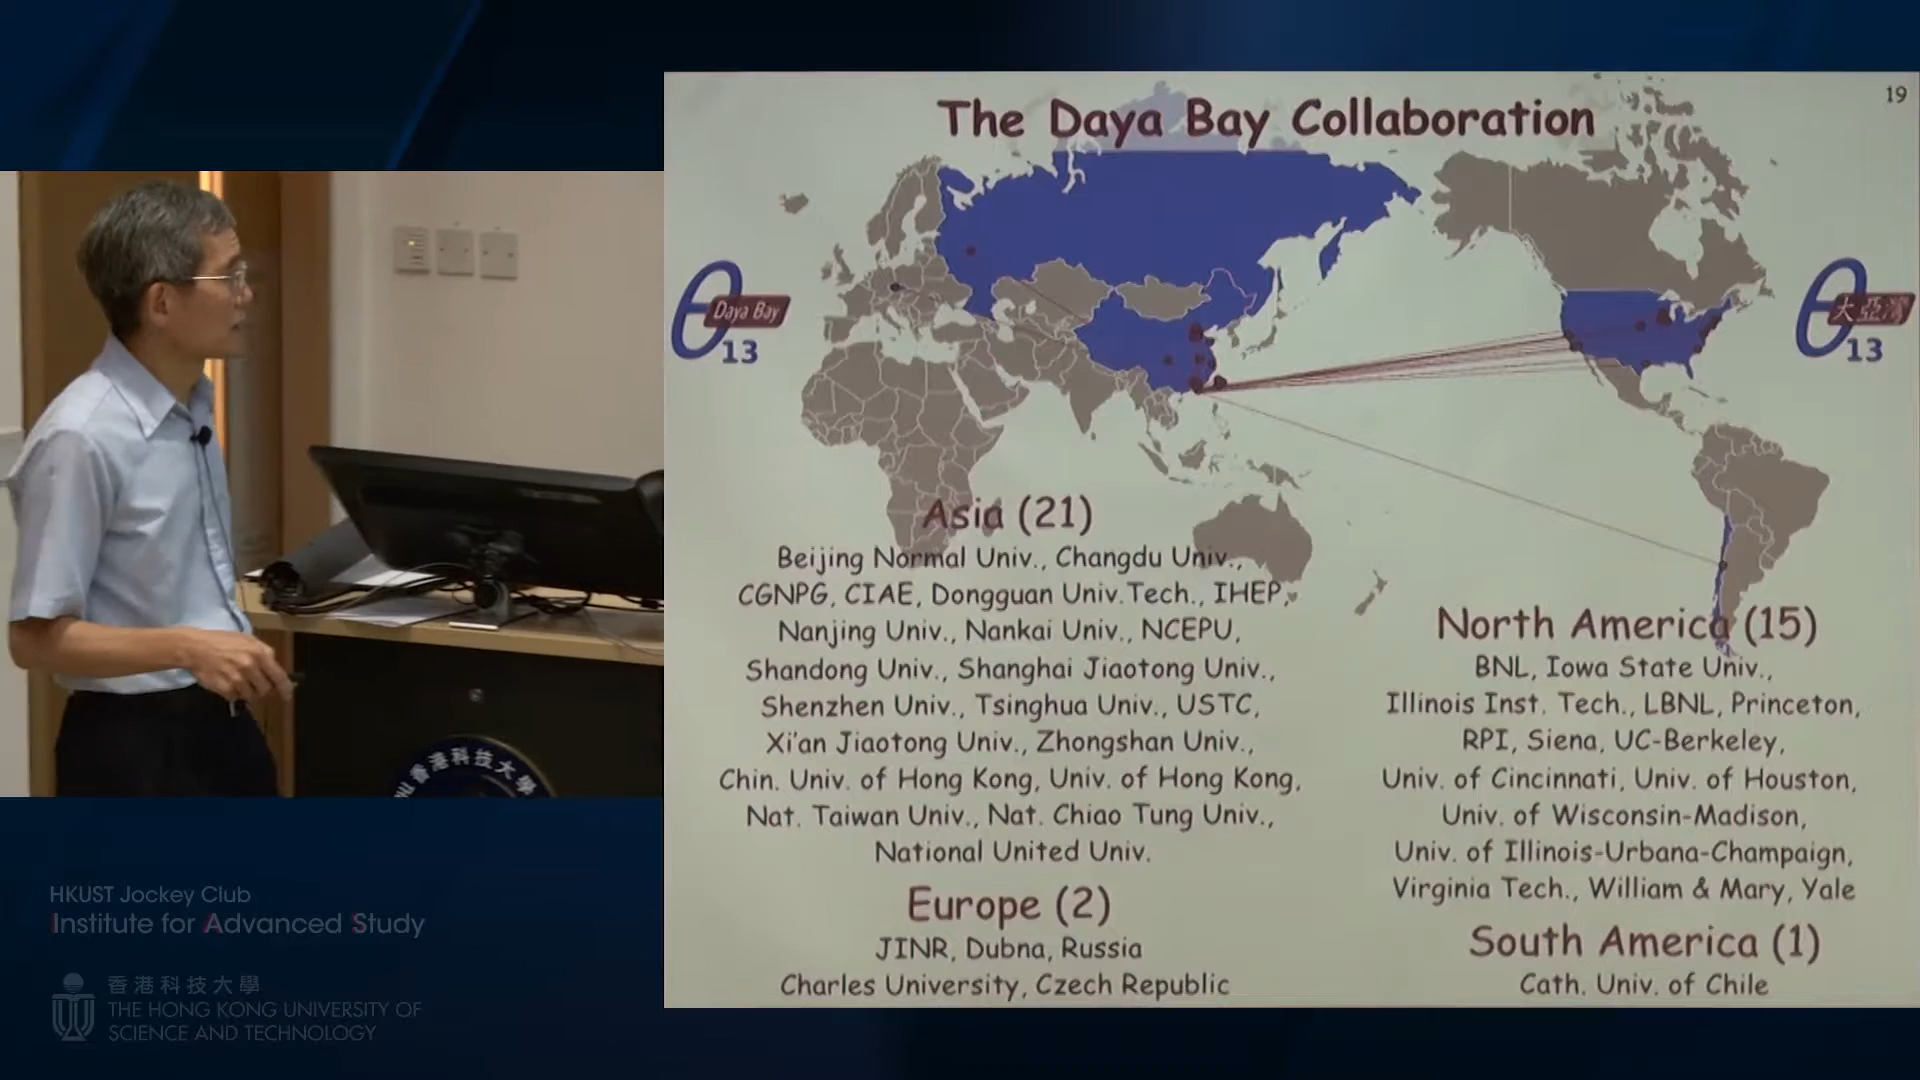 19
The Daya Bay Collaboration
Daya Bay
13
大亞灣
13
Asia (21)
Beijing Normal Univ., Changdu Univ.,
CGNPG, CIAE, Dongguan Univ.Tech., IHEP,
Nanjing Univ., Nankai Univ., NCEPU,
Shandong Univ., Shanghai Jiaotong Univ.,
Shenzhen Univ., Tsinghua Univ., USTC,
Xi'an Jiaotong Univ., Zhongshan Univ.,
Chin. Univ. of Hong Kong, Univ. of Hong Kong,
Nat. Taiwan Univ., Nat. Chiao Tung Univ.,
National United Univ.
Europe (2)
JINR, Dubna, Russia
Charles University, Czech Republic
North America (15)
BNL, Iowa State Univ.,
Illinois Inst. Tech., LBNL, Princeton,
RPI, Siena, UC-Berkeley,
Univ. of Cincinnati, Univ. of Houston,
Univ. of Wisconsin-Madison,
Univ. of Illinois-Urbana-Champaign,
Virginia Tech., William & Mary, Yale
South America (1)
Cath. Univ. of Chile
香港科技大學
HKUST Jockey Club
Institute for Advanced Study
香港科技大學
THE HONG KONG UNIVERSITY OF
SCIENCE AND TECHNOLOGY